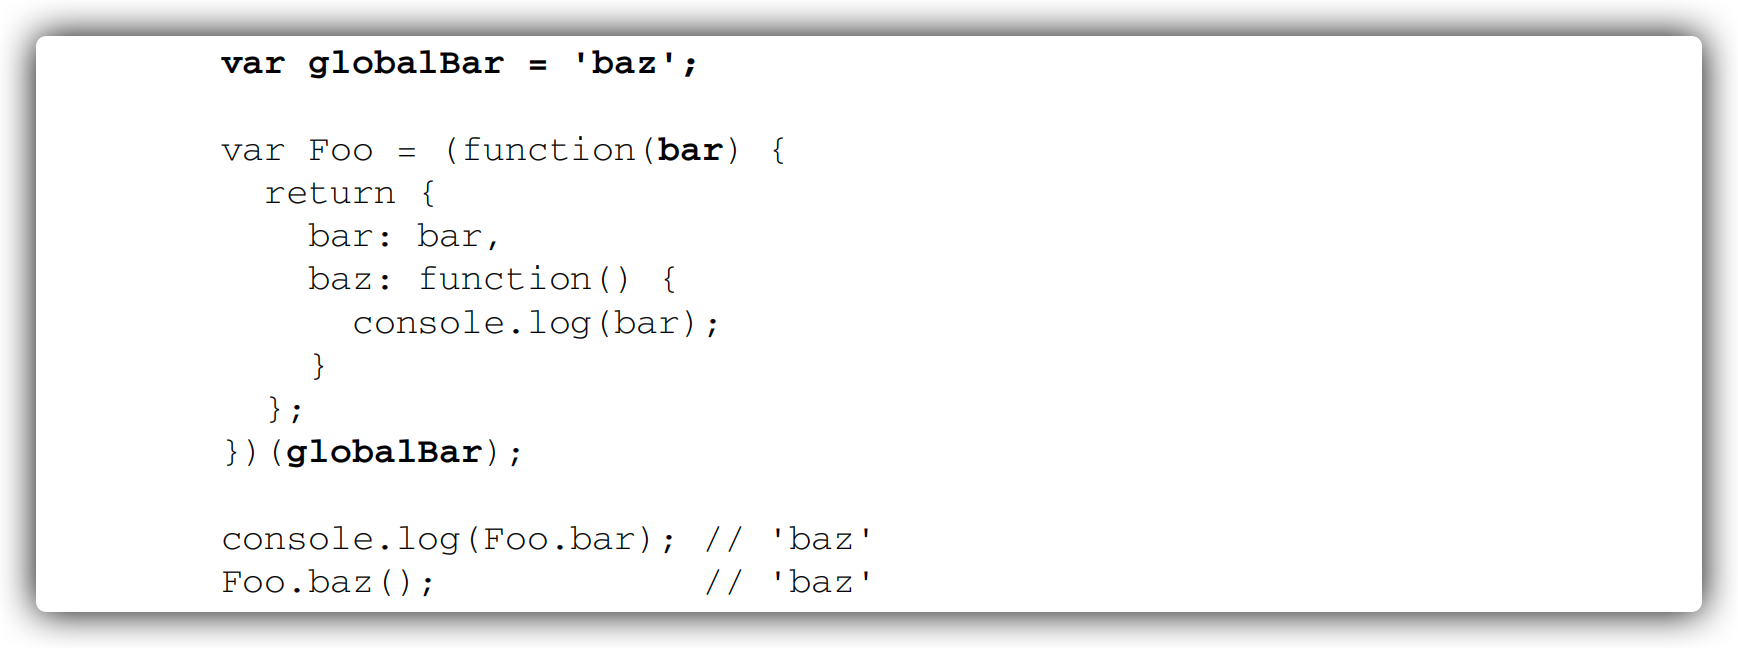 var globalBar = 'baz';

var Foo = (function(bar) {
  return {
    bar: bar,
    baz: function() {
      console.log(bar);
    }
  };
})(globalBar);

console.log(Foo.bar); // 'baz'
Foo.baz();            // 'baz'